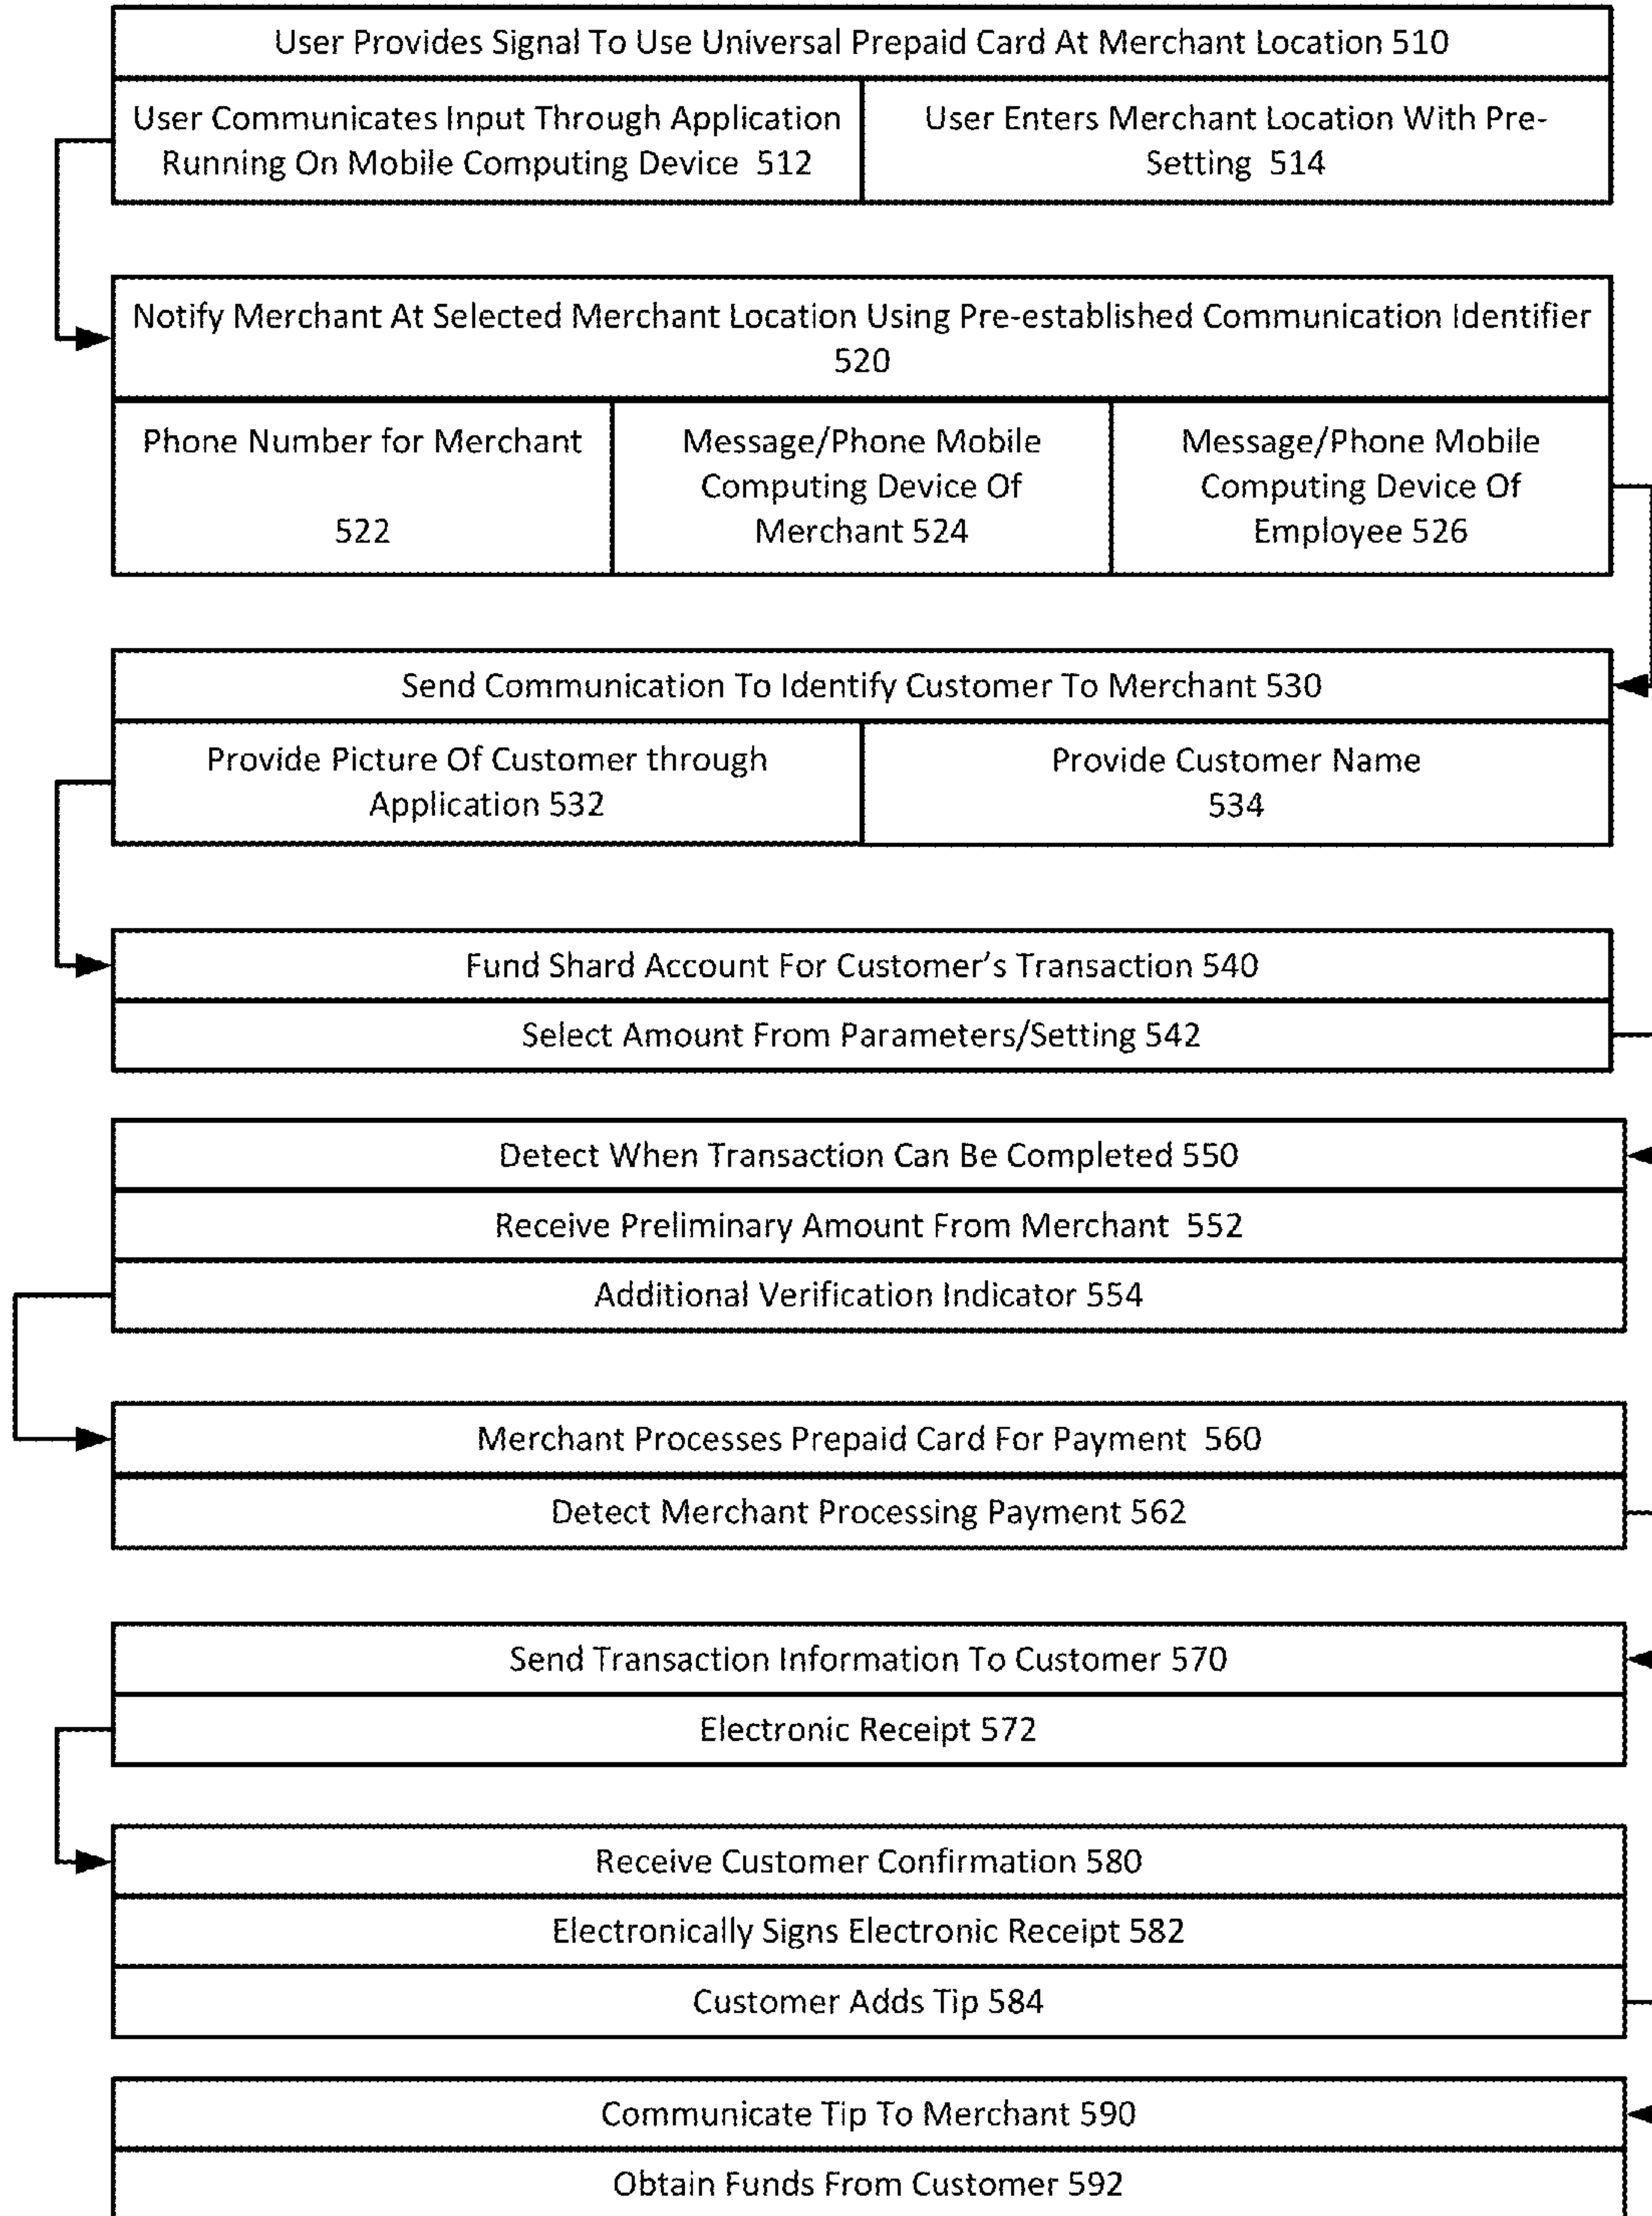 User Provides Signal To Use Universal Prepaid Card At Merchant Location 510
User Communicates Input Through Application
Running On Mobile Computing Device 512
User Enters Merchant Location With Pre-
Setting 514
Notify Merchant At Selected Merchant Location Using Pre-established Communication Identifier
520
Phone Number for Merchant
522
Message/Phone Mobile
Computing Device Of
Merchant 524
Message/Phone Mobile
Computing Device Of
Employee 526
Send Communication To Identify Customer To Merchant 530
Provide Picture Of Customer through
Application 532
Provide Customer Name
534
Fund Shard Account For Customer's Transaction 540
Select Amount From Parameters/Setting 542
Detect When Transaction Can Be Completed 550
Receive Preliminary Amount From Merchant 552
Additional Verification Indicator 554
Merchant Processes Prepaid Card For Payment 560
Detect Merchant Processing Payment 562
Send Transaction Information To Customer 570
Electronic Receipt 572
Receive Customer Confirmation 580
Electronically Signs Electronic Receipt 582
Customer Adds Tip 584
Communicate Tip To Merchant 590
Obtain Funds From Customer 592